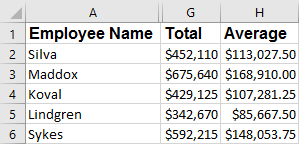 A G H
1 Employee Name Total Average
2 Silva $452,110 $113,027.50
3 Maddox $675,640 $168,910.00
4 Koval $429,125 $107,281.25
5 Lindgren $342,670 $85,667.50
6 Sykes $592,215 $148,053.75